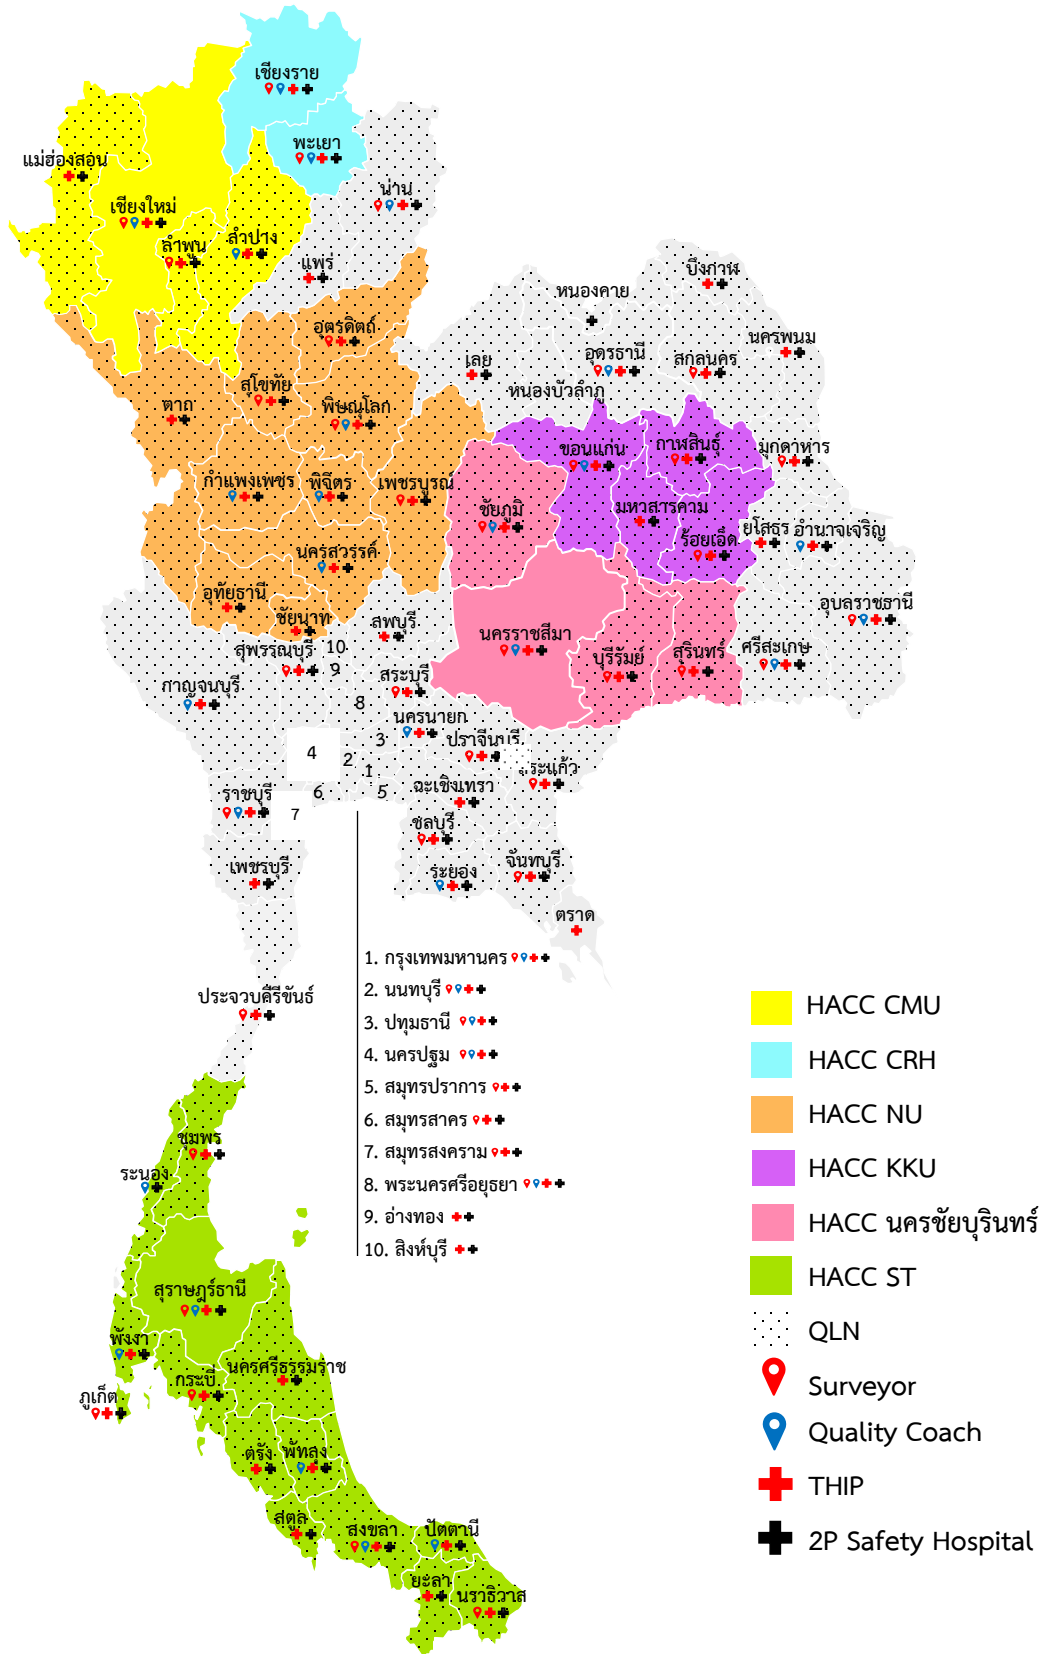 เชียงราย
พะเยา
แม่ฮ่องสอน
น่าน
เชียงใหม่
ลำพูน
ลำปาง
แพร่
บึงกาฬ
หนองคาย
อุตรดิตถ์
นครพนม
อุดรธานี
สกลนคร
เลย
สุโขทัย
หนองบัวลำภู
ตาก
พิษณุโลก
ขอนแก่น
กาฬสินธุ์
มุกดาหาร
กำแพงเพชร
พิจิตร
เพชรบูรณ์
ชัยภูมิ
มหาสารคาม
ร้อยเอ็ด
ยโสธร
อำนาจเจริญ
นครสวรรค์
อุทัยธานี
ชัยนาท
ลพบุรี
นครราชสีมา
บุรีรัมย์
สุรินทร์
ศรีสะเกษ
อุบลราชธานี
สุพรรณบุรี
10
9
สระบุรี
กาญจนบุรี
8
นครนายก
3
ปราจีนบุรี
4
2
1
สระแก้ว
ราชบุรี
6
5
ฉะเชิงเทรา
7
ชลบุรี
เพชรบุรี
ระยอง
จันทบุรี
ตราด
1. กรุงเทพมหานคร
2. นนทบุรี
3. ปทุมธานี
4. นครปฐม
5. สมุทรปราการ
6. สมุทรสาคร
7. สมุทรสงคราม
8. พระนครศรีอยุธยา
9. อ่างทอง
10. สิงห์บุรี
ประจวบคีรีขันธ์
ชุมพร
ระนอง
สุราษฎร์ธานี
พังงา
นครศรีธรรมราช
กระบี่
ภูเก็ต
ตรัง
พัทลุง
สตูล
สงขลา
ปัตตานี
ยะลา
นราธิวาส
HACC CMU
HACC CRH
HACC NU
HACC KKU
HACC นครชัยบุรินทร์
HACC ST
QLN
Surveyor
Quality Coach
THIP
2P Safety Hospital